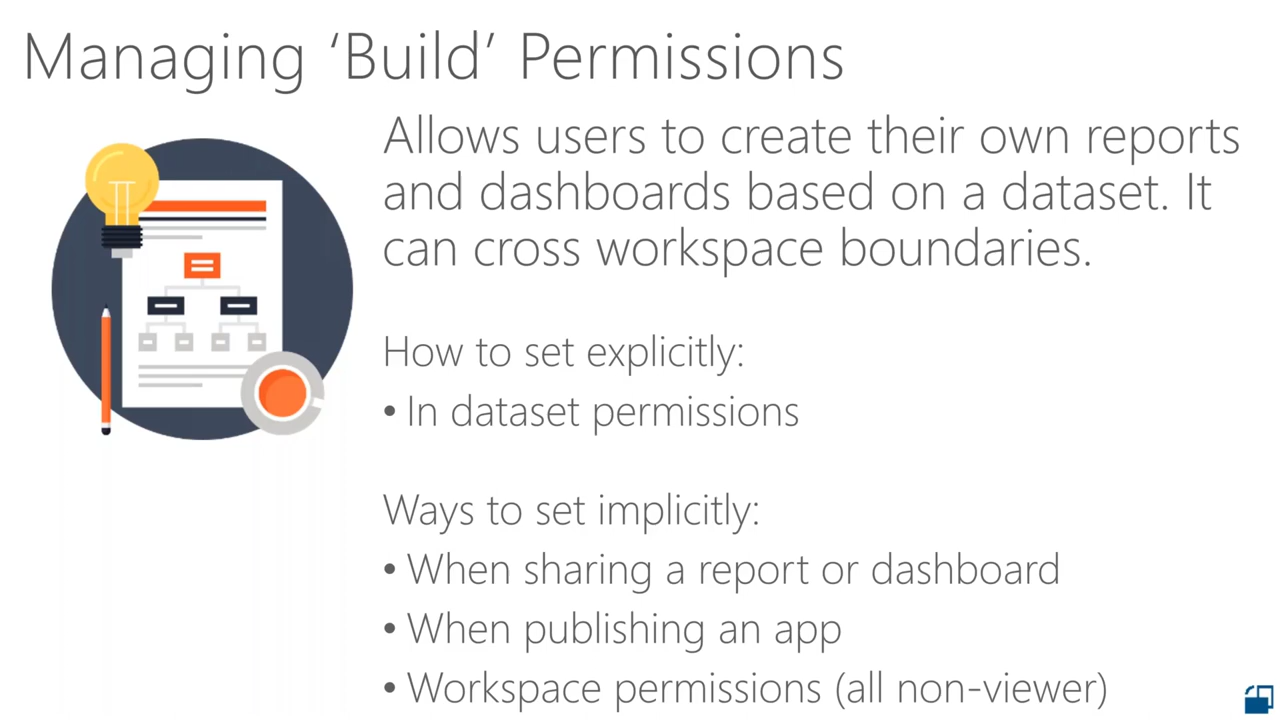 Managing ‘Build’ Permissions
Allows users to create their own reports
and dashboards based on a dataset. It
can cross workspace boundaries.
How to set explicitly:
• In dataset permissions
Ways to set implicitly:
• When sharing a report or dashboard
• When publishing an app
• Workspace permissions (all non-viewer)